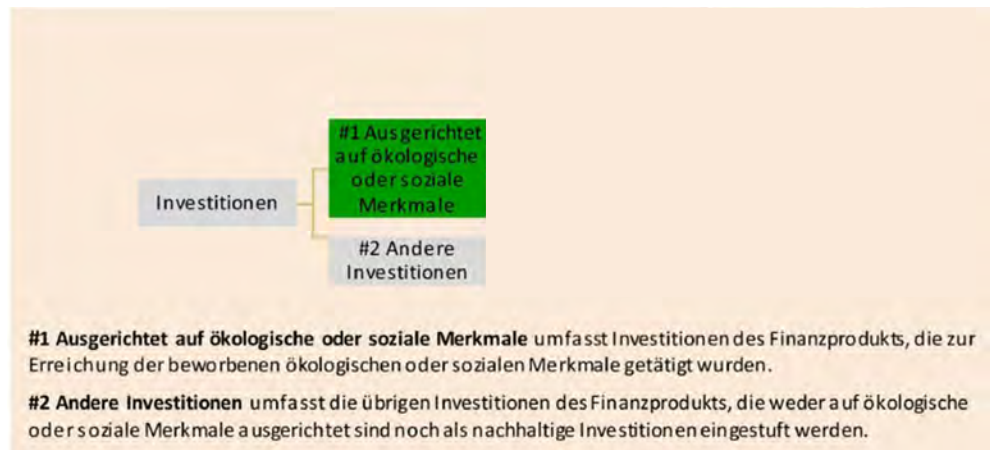 #1 Ausgerichtet
auf ökologische
oder soziale
Merkmale
Investitionen
#2 Andere
Investitionen
#1 Ausgerichtet auf ökologische oder soziale Merkmale umfasst Investitionen des Finanzprodukts, die zur
Erreichung der beworbenen ökologischen oder sozialen Merkmale getätigt wurden.
#2 Andere Investitionen umfasst die übrigen Investitionen des Finanzprodukts, die weder auf ökologische
oder soziale Merkmale ausgerichtet sind noch als nachhaltige Investitionen eingestuft werden.